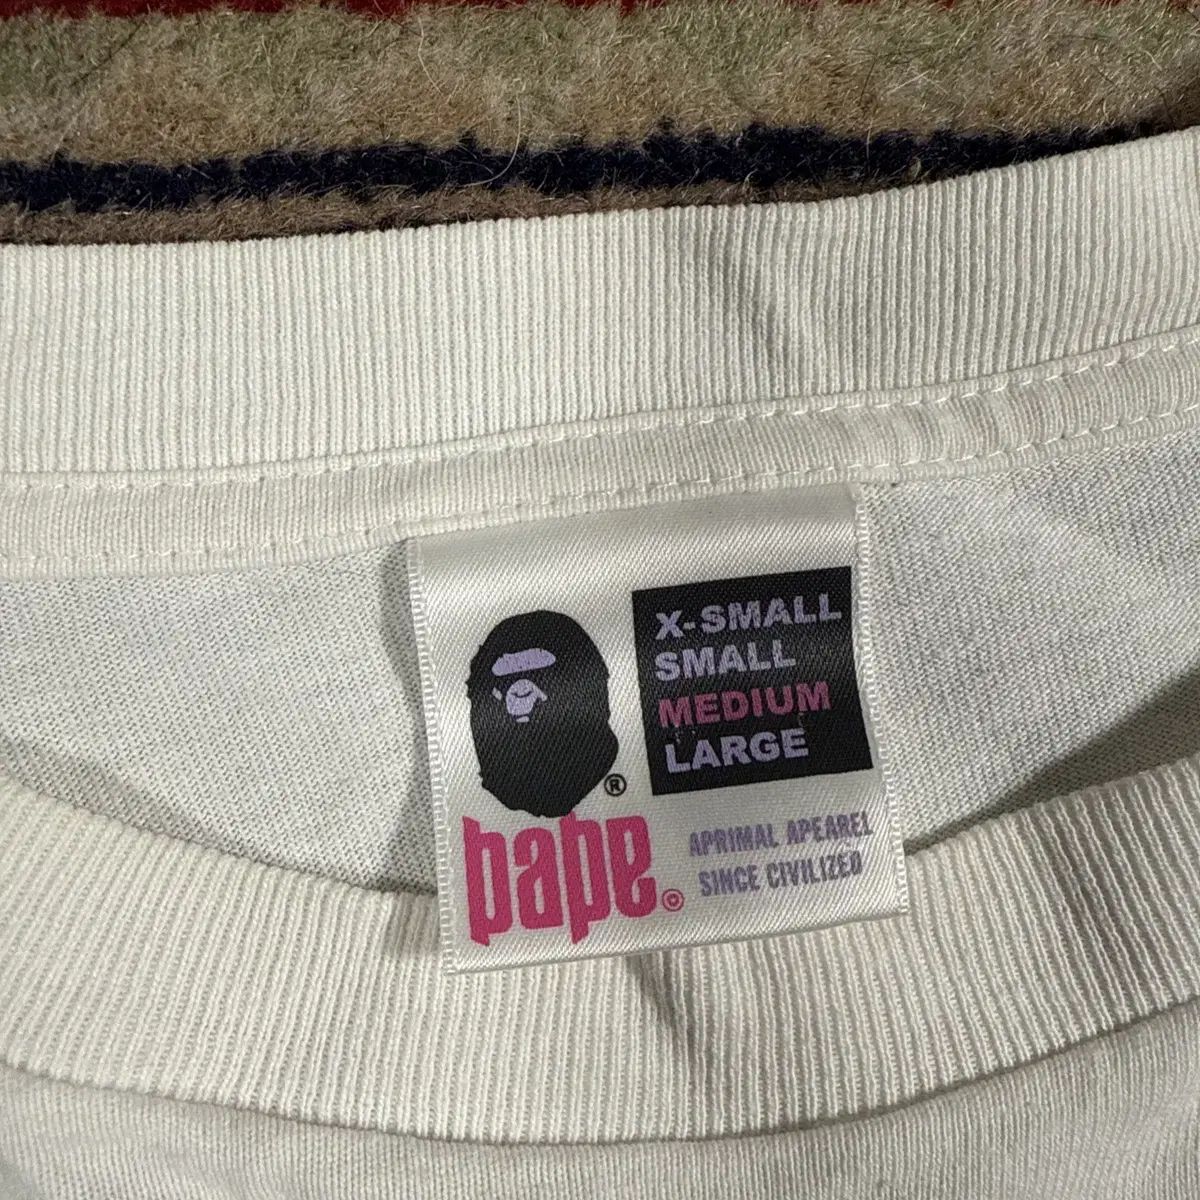 X-SMALL
SMALL
MEDIUM
LARGE
®
bape©
APRIMAL APEAREL
SINCE CIVILIZED